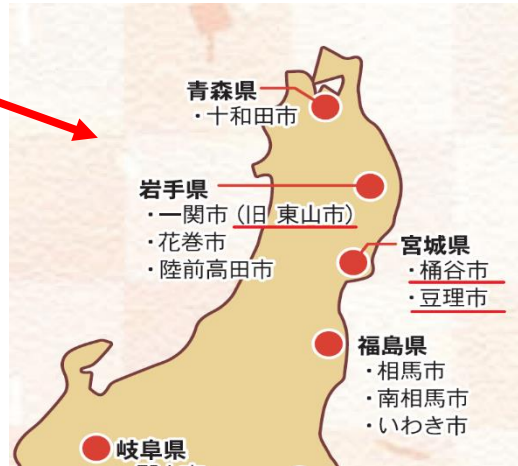 青森県
・十和田市
岩手県
・一関市(旧 東山市)
・花巻市
・陸前高田市
宮城県
・桶谷市
・豆理市
福島県
・相馬市
・南相馬市
・いわき市
岐阜県